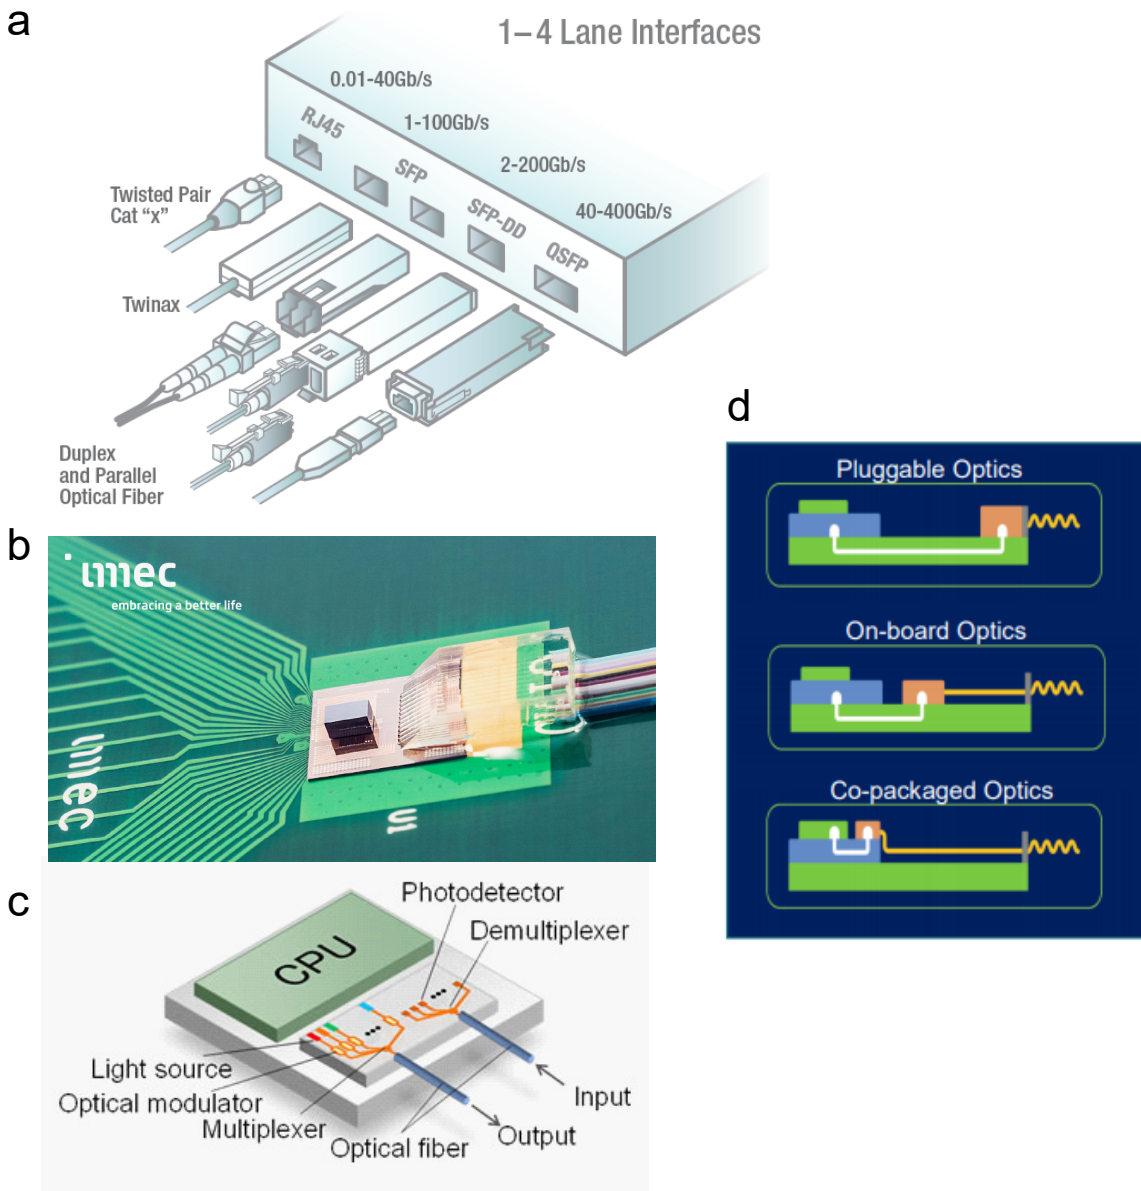 a
1–4 Lane Interfaces
0.01-40Gb/s
RJ45
1-100Gb/s
SFP
2-200Gb/s
SFP-DD
40-400Gb/s
QSFP
Twisted Pair
Cat “x”
Twinax
Duplex
and Parallel
Optical Fiber
b
imec
embracing a better life
imec
U1
c
CPU
Photodetector
Demultiplexer
Light source
Optical modulator
Multiplexer
Optical fiber
Input
Output
d
Pluggable Optics
On-board Optics
Co-packaged Optics